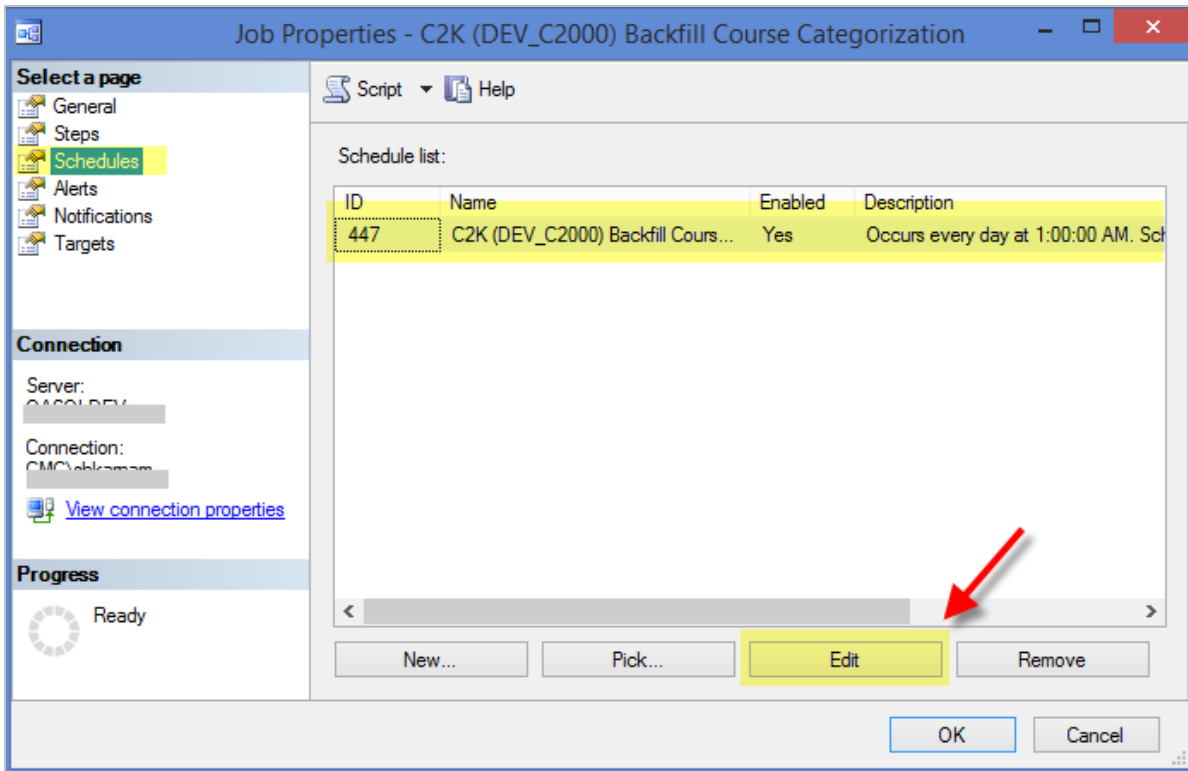 Job Properties - C2K (DEV_C2000) Backfill Course Categorization
Select a page
General
Steps
Schedules
Alerts
Notifications
Targets
Script
Help
Schedule list:
ID Name Enabled Description
447 C2K (DEV_C2000) Backfill Cours... Yes Occurs every day at 1:00:00 AM. Sch
Connection
Server:
Connection:
View connection properties
Progress
Ready
New... Pick... Edit Remove
OK Cancel